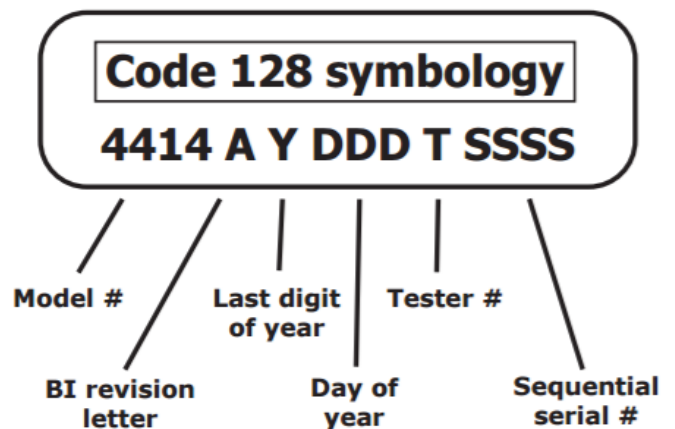 Code 128 symbology
4414 A Y DDD T SSSS
Model #
Last digit
of year
Tester #
BI revision
letter
Day of
year
Sequential
serial #